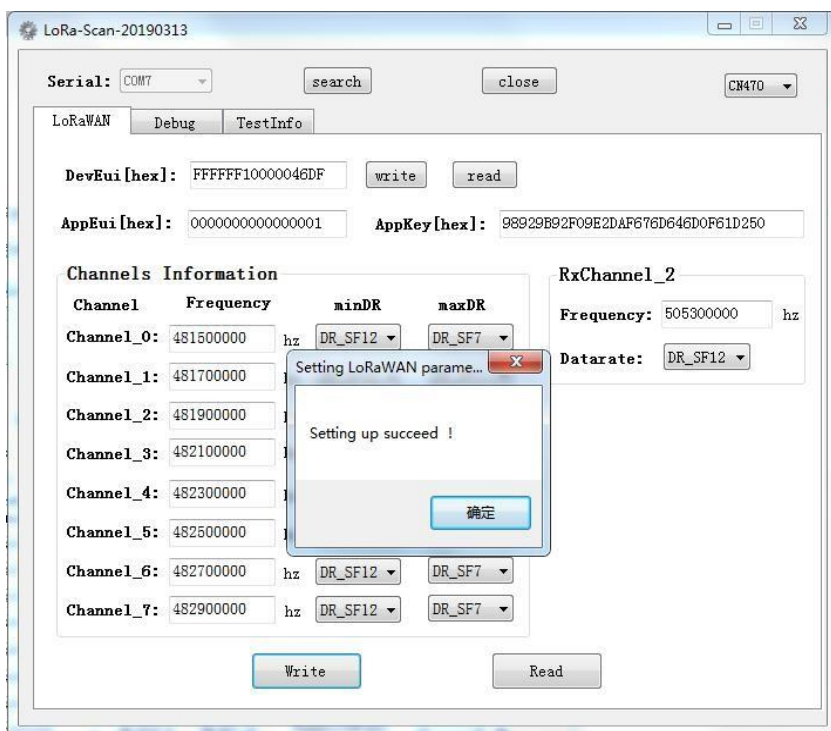 LoRa-Scan-20190313
Serial: COM7 search close CN470
LoRaWAN Debug TestInfo
DevEui[hex]: FFFFFF10000046DF write read
AppEui[hex]: 0000000000000001 AppKey[hex]: 98929B92F09E2DAF676D646D0F61D250
Channels Information
Channel Frequency minDR maxDR
Channel_0: 481500000 hz DR_SF12 DR_SF7
Channel_1: 481700000
Channel_2: 481900000
Channel_3: 482100000
Channel_4: 482300000
Channel_5: 482500000
Channel_6: 482700000 hz DR_SF12 DR_SF7
Channel_7: 482900000 hz DR_SF12 DR_SF7
RxChannel_2
Frequency: 505300000 hz
Datarate: DR_SF12
Setting LoRaWAN parame...
Setting up succeed !
确定
Write Read